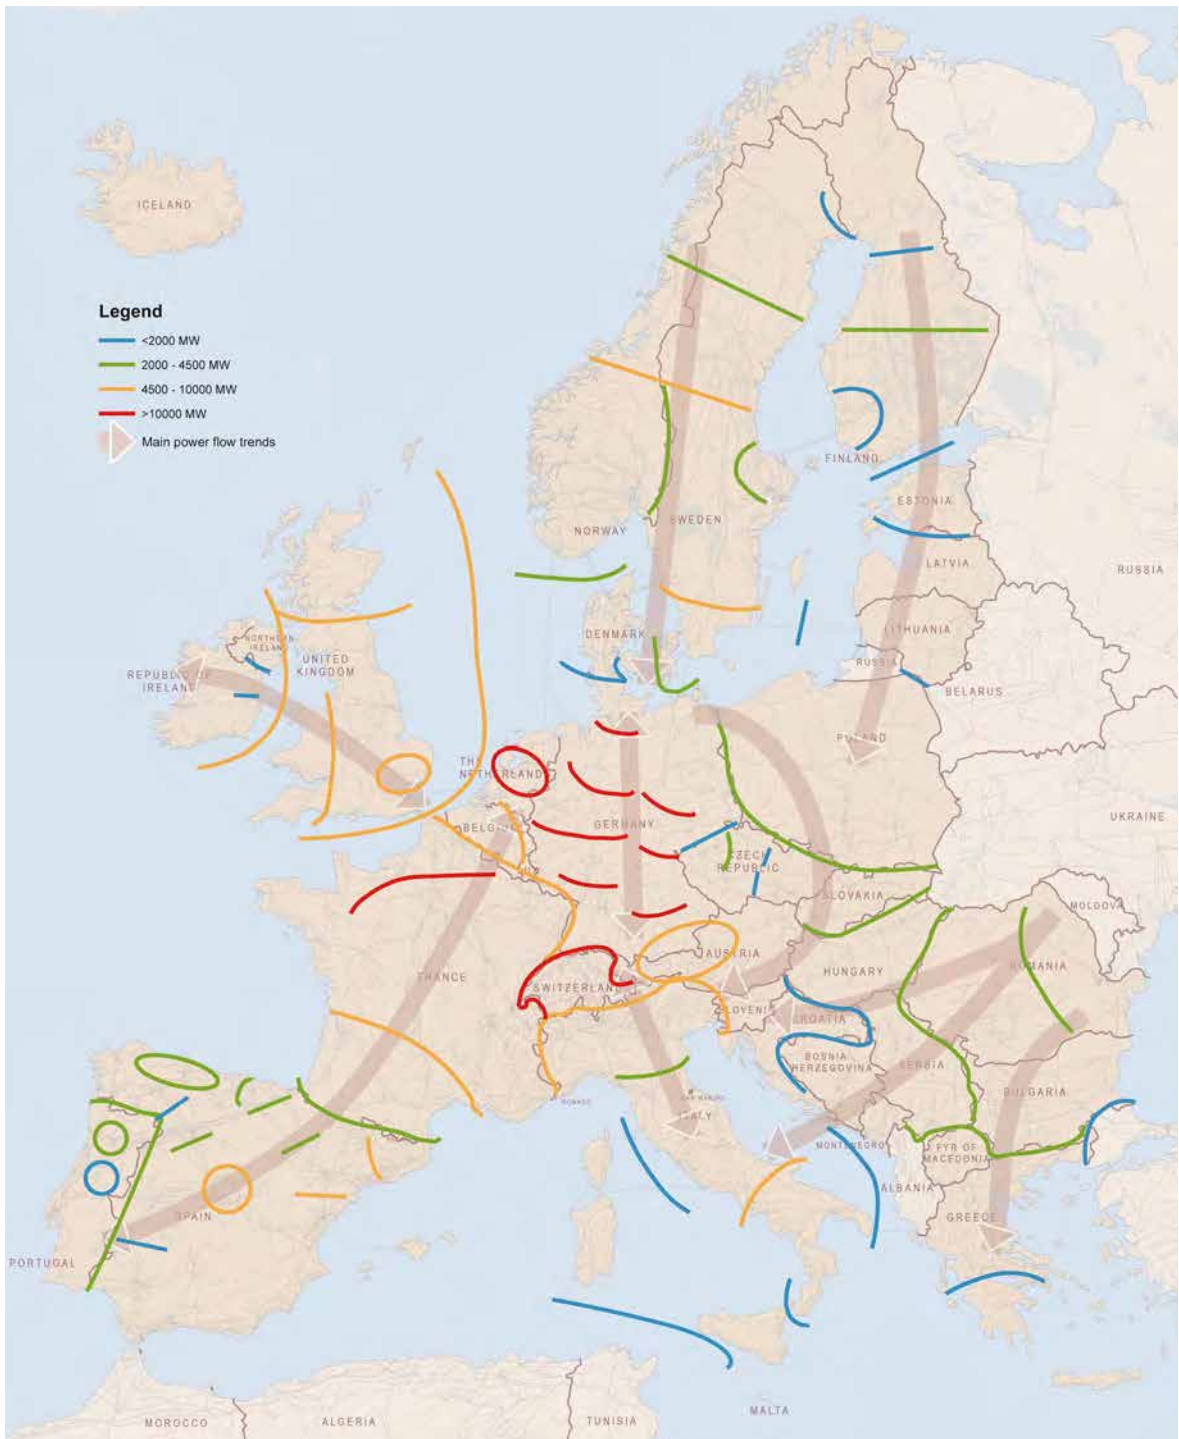 ICELAND
Legend
<2000 MW
2000 - 4500 MW
4500 - 10000 MW
>10000 MW
Main power flow trends
FINLAND
ESTONIA
NORWAY
SWEDEN
LATVIA
RUSSIA
DENMARK
LITHUANIA
NORTHERN
IRELAND
UNITED
KINGDOM
REPUBLIC OF
IRELAND
RUSSIA
BELARUS
POLAND
THE
NETHERLANDS
UKRAINE
BELGIUM
GERMANY
CZECH
REPUBLIC
SLOVAKIA
MOLDOVA
AUSTRIA
FRANCE
SWITZERLAND
HUNGARY
ROMANIA
SLOVENIA
CROATIA
BOSNIA
HERZEGOVINA
SERBIA
BULGARIA
MONACO
SAN MARINO
ITALY
MONTENEGRO
FYR OF
MACEDONIA
ALBANIA
SPAIN
GREECE
PORTUGAL
MALTA
MOROCCO
ALGERIA
TUNISIA